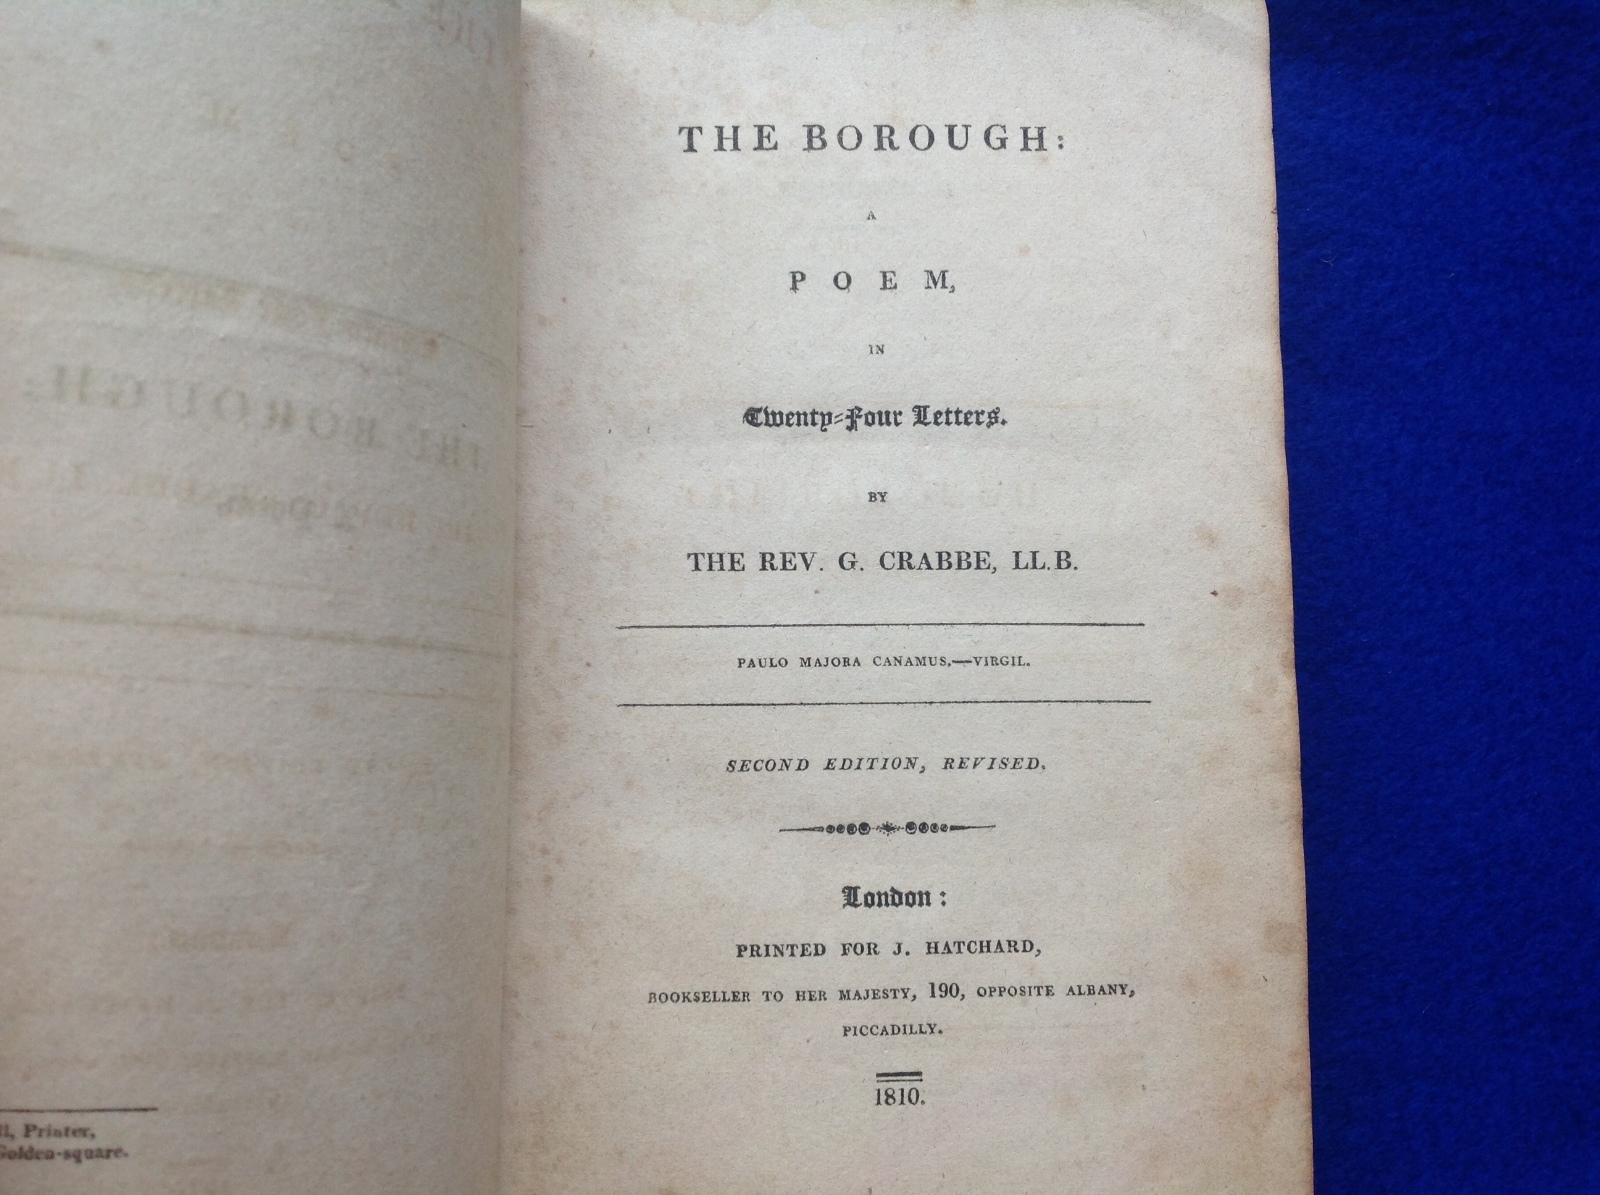 THE BOROUGH:
A
POEM,
IN
Twenty-Four Letters.
BY
THE REV. G. CRABBE, LL.B.
PAULO MAJORA CANAMUS.—VIRGIL.
SECOND EDITION, REVISED.
London:
PRINTED FOR J. HATCHARD,
BOOKSELLER TO HER MAJESTY, 190, OPPOSITE ALBANY,
PICCADILLY.
1810.
Printer,
Golden-square.